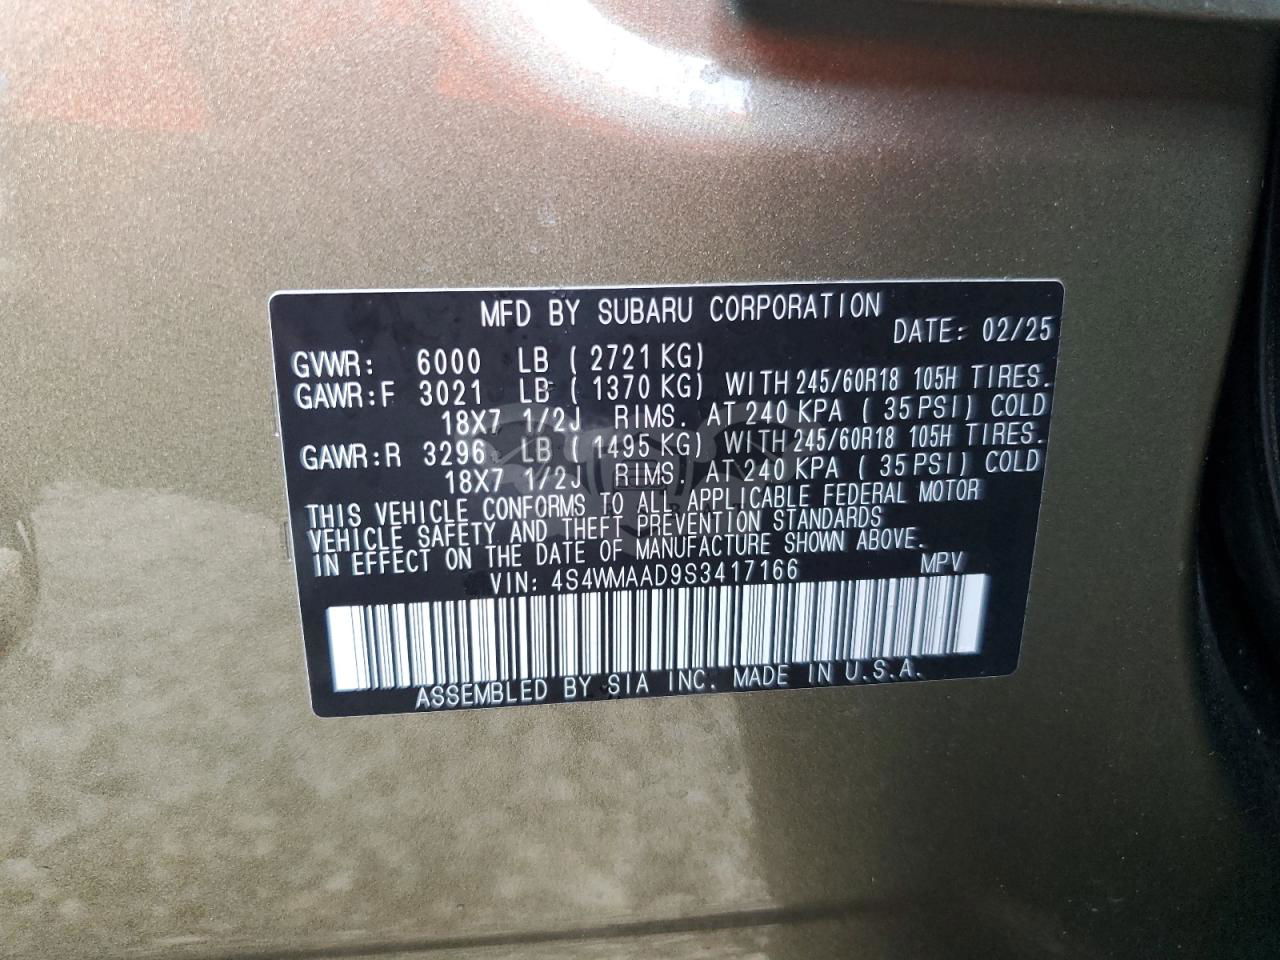 MFD BY SUBARU CORPORATION
DATE: 02/25
GVWR: 6000 LB ( 2721 KG)
GAWR:F 3021 LB ( 1370 KG) WITH 245/60R18 105H TIRES.
18X7 1/2J RIMS. AT 240 KPA ( 35 PSI) COLD
GAWR:R 3296 LB ( 1495 KG) WITH 245/60R18 105H TIRES.
18X7 1/2J RIMS. AT 240 KPA ( 35 PSI) COLD
THIS VEHICLE CONFORMS TO ALL APPLICABLE FEDERAL MOTOR
VEHICLE SAFETY AND THEFT PREVENTION STANDARDS
IN EFFECT ON THE DATE OF MANUFACTURE SHOWN ABOVE.
VIN: 4S4WMAAD9S3417166 MPV
ASSEMBLED BY SIA INC. MADE IN U.S.A.